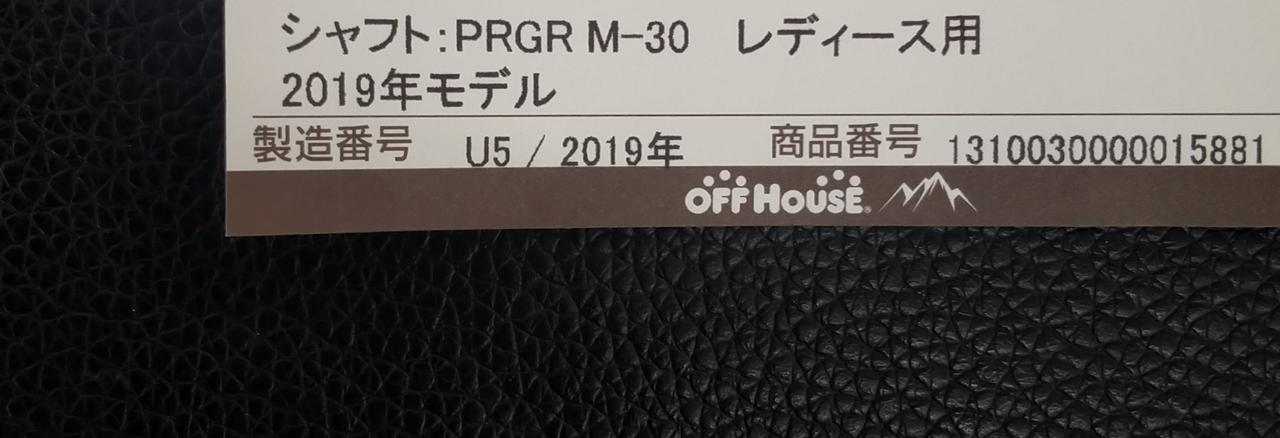 シャフト:PRGR M-30　レディース用
2019年モデル
製造番号 U5 / 2019年 商品番号 1310030000015881
OFF HOUSE